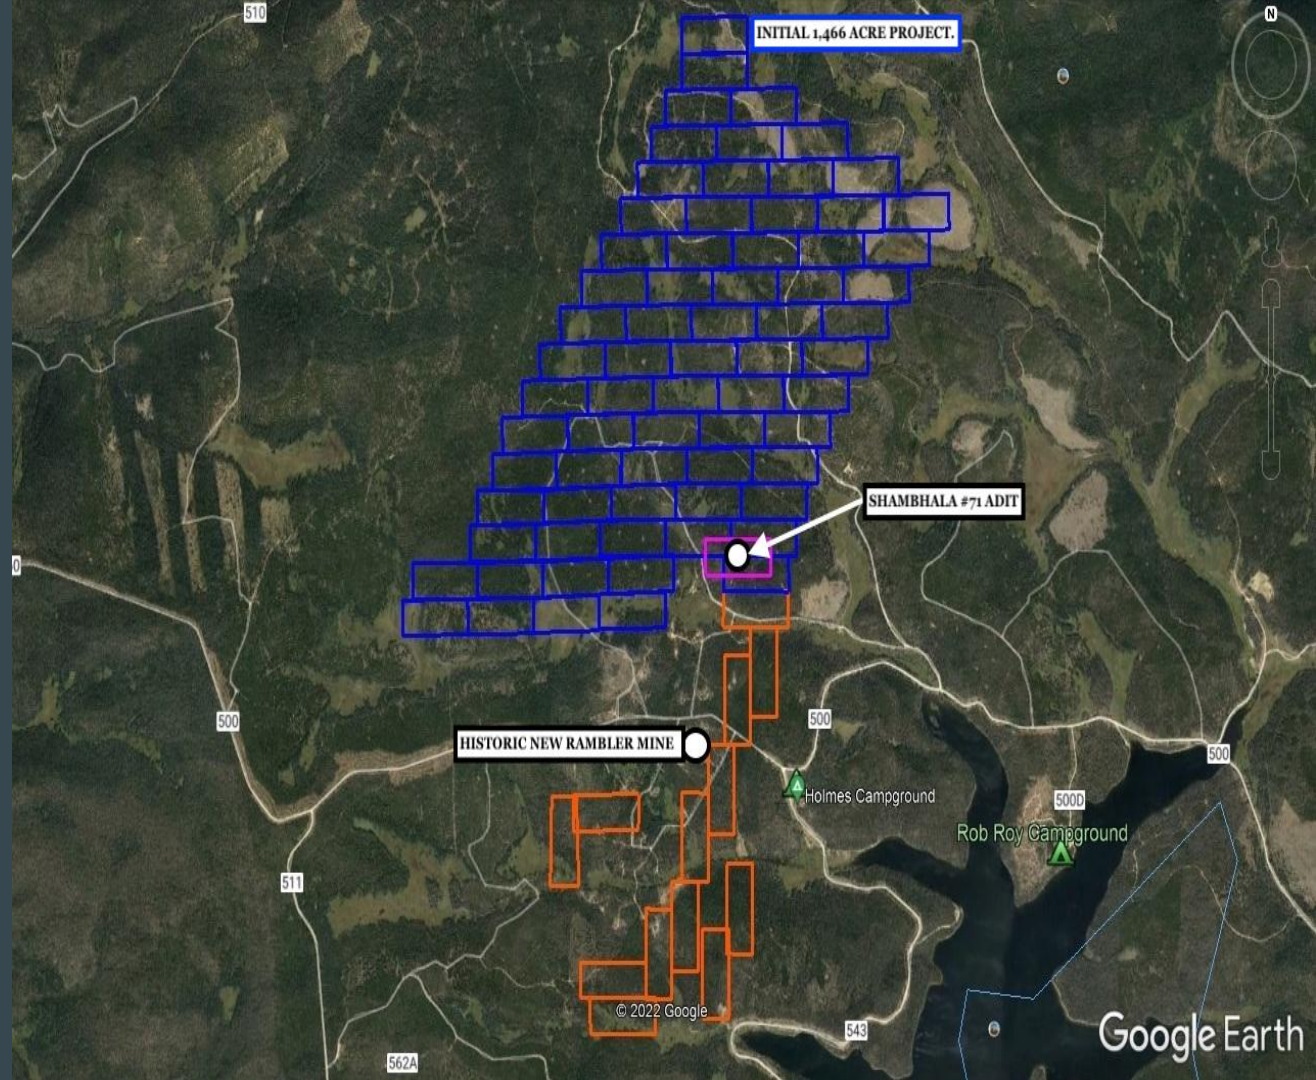 510
N
INITIAL 1,466 ACRE PROJECT.
SHAMBHALA #71 ADIT
0
500
500
HISTORIC NEW RAMBLER MINE
500
Holmes Campground
500D
Rob Roy Campground
511
© 2022 Google
543
Google Earth
562A